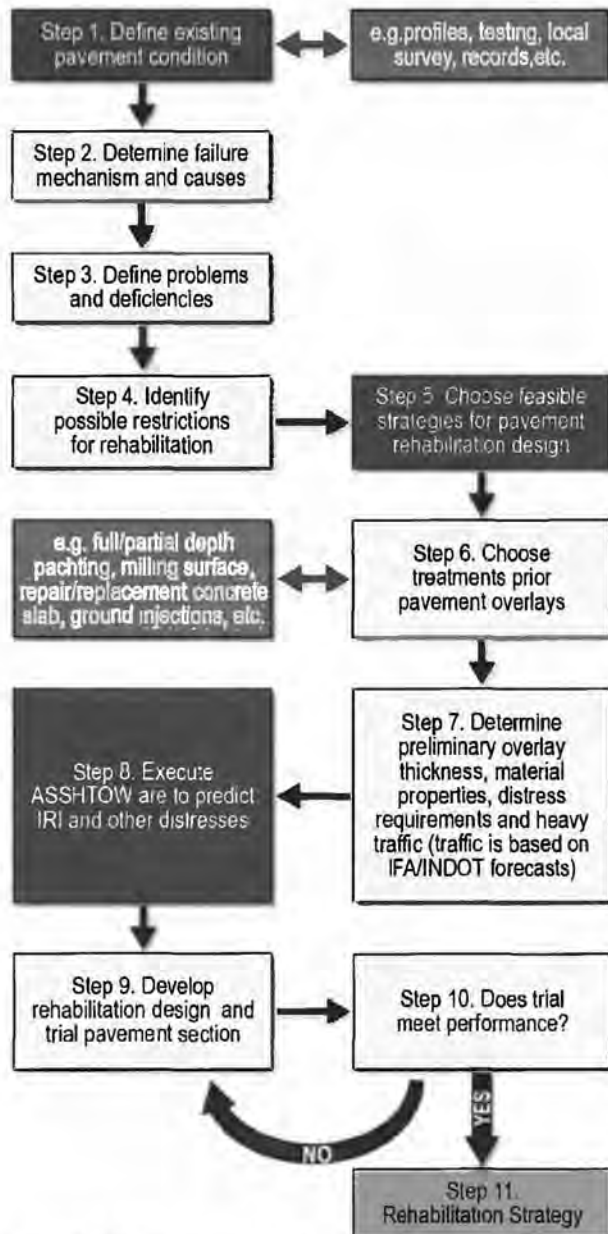 Step 1. Define existing
pavement condition
e.g.profiles, testing, local
survey, records,etc.
Step 2. Determine failure
mechanism and causes
Step 3. Define problems
and deficiencies
Step 4. Identify
possible restrictions
for rehabilitation
Step 5. Choose feasible
strategies for pavement
rehabilitation design
e.g. full/partial depth
pachting, milling surface,
repair/replacement concrete
slab, ground injections, etc.
Step 6. Choose
treatments prior
pavement overlays
Step 7. Determine
preliminary overlay
thickness, material
properties, distress
requirements and heavy
traffic (traffic is based on
IFA/INDOT forecasts)
Step 8. Execute
ASSHTOW are to predict
IRI and other distresses
Step 9. Develop
rehabilitation design and
trial pavement section
Step 10. Does trial
meet performance?
NO
YES
Step 11.
Rehabilitation Strategy